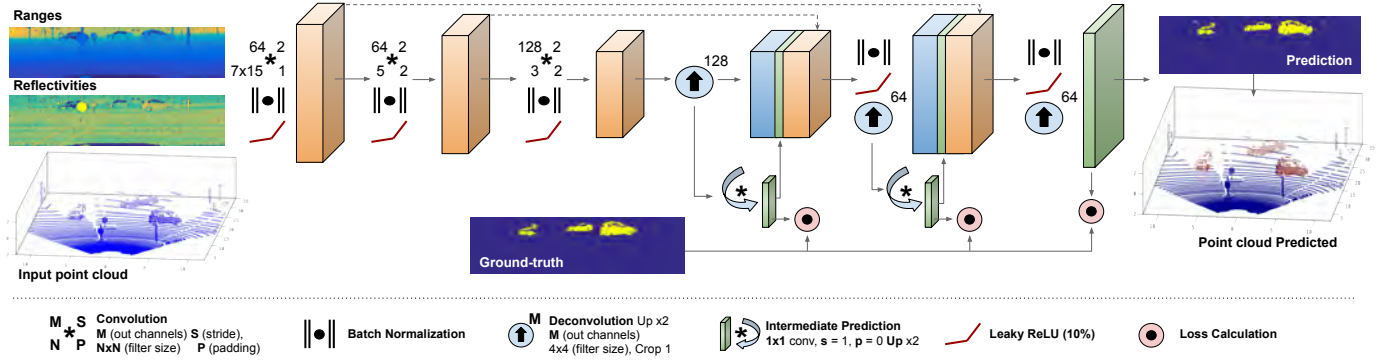 Ranges
Reflectivities
Input point cloud
64 2
*
7x15 1
64 2
*
5 2
128 2
*
3 2
128
64
64
*
*
Ground-truth
Prediction
Point cloud Predicted
M S
*
N P
Convolution
M (out channels) S (stride),
NxN (filter size) P (padding)
Batch Normalization
M
Deconvolution Up x2
M (out channels)
4x4 (filter size), Crop 1
*
Intermediate Prediction
1x1 conv, s = 1, p = 0 Up x2
Leaky ReLU (10%)
Loss Calculation